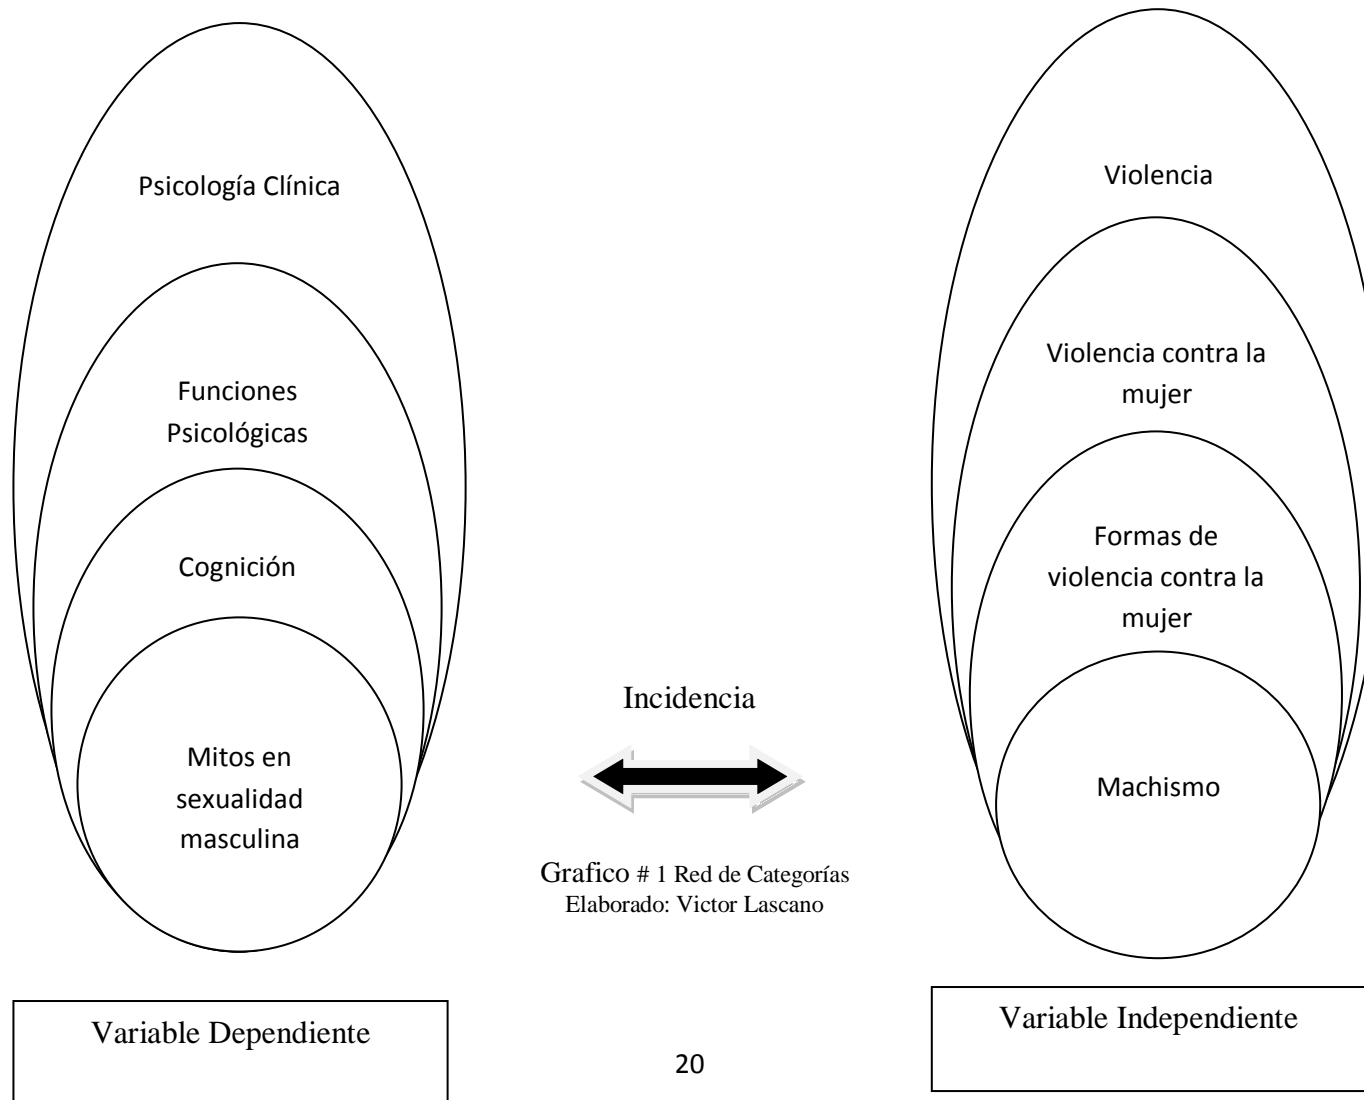 Psicología Clínica
Funciones
Psicológicas
Cognición
Mitos en
sexualidad
masculina
Incidencia
Grafico # 1 Red de Categorías
Elaborado: Victor Lascano
Violencia
Violencia contra la
mujer
Formas de
violencia contra la
mujer
Machismo
Variable Dependiente
20
Variable Independiente